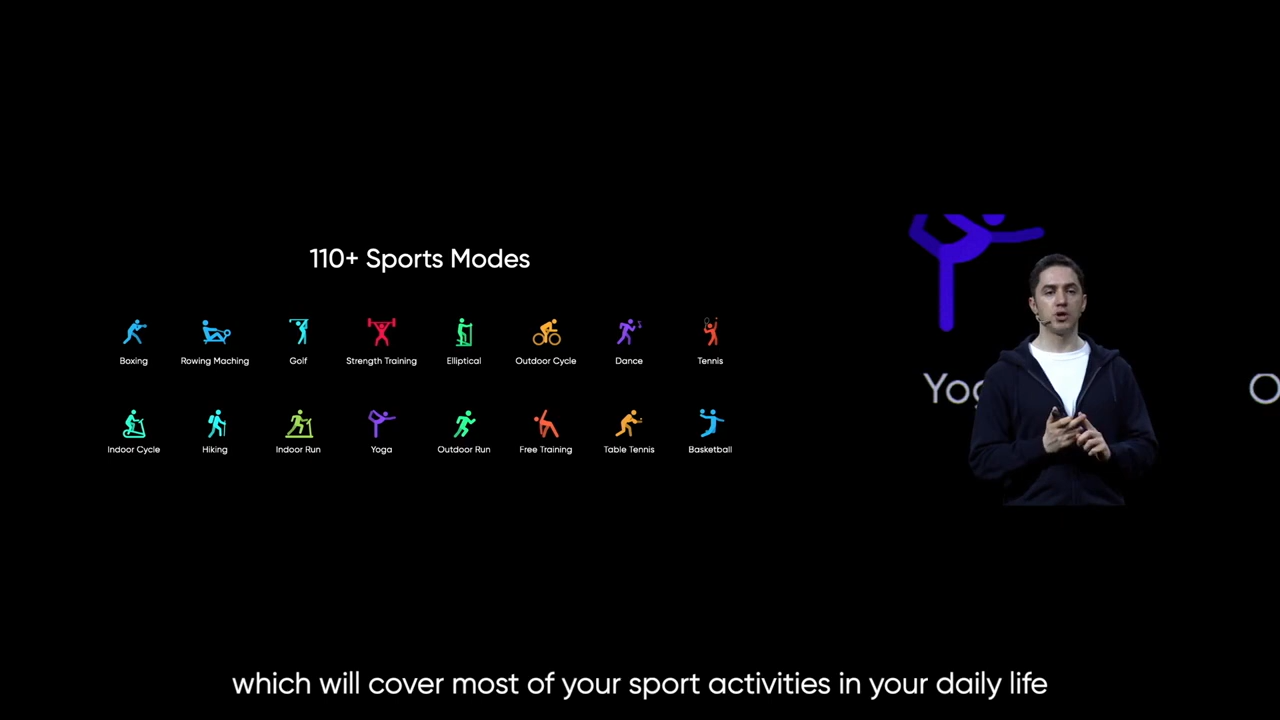 110+ Sports Modes
Boxing Rowing Maching Golf Strength Training Elliptical Outdoor Cycle Dance Tennis
Indoor Cycle Hiking Indoor Run Yoga Outdoor Run Free Training Table Tennis Basketball
which will cover most of your sport activities in your daily life